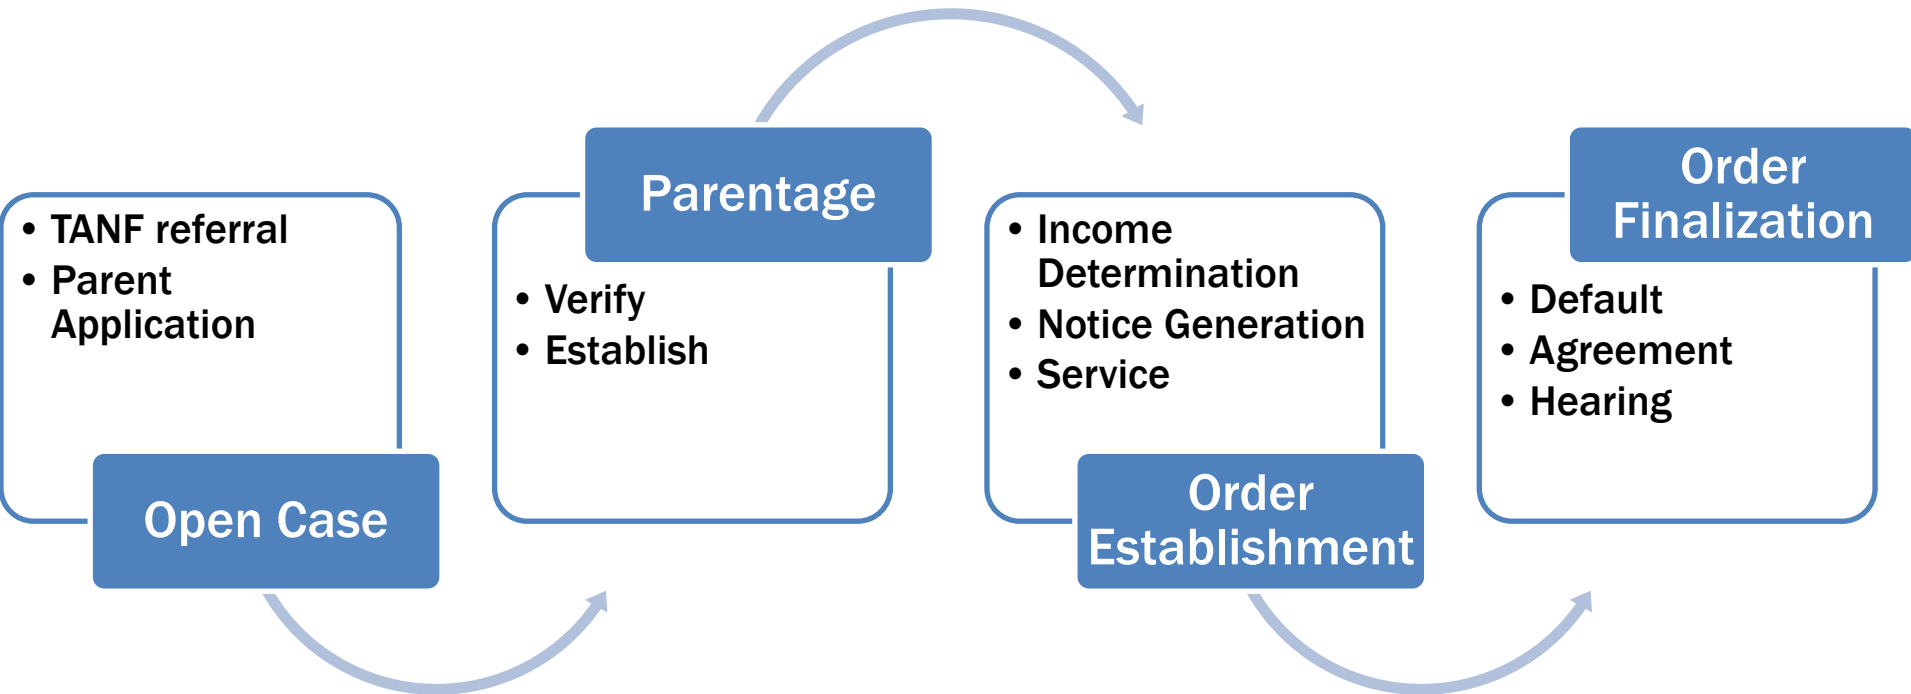 • TANF referral
• Parent
Application
Open Case
Parentage
• Verify
• Establish
• Income
Determination
• Notice Generation
• Service
Order
Establishment
Order
Finalization
• Default
• Agreement
• Hearing